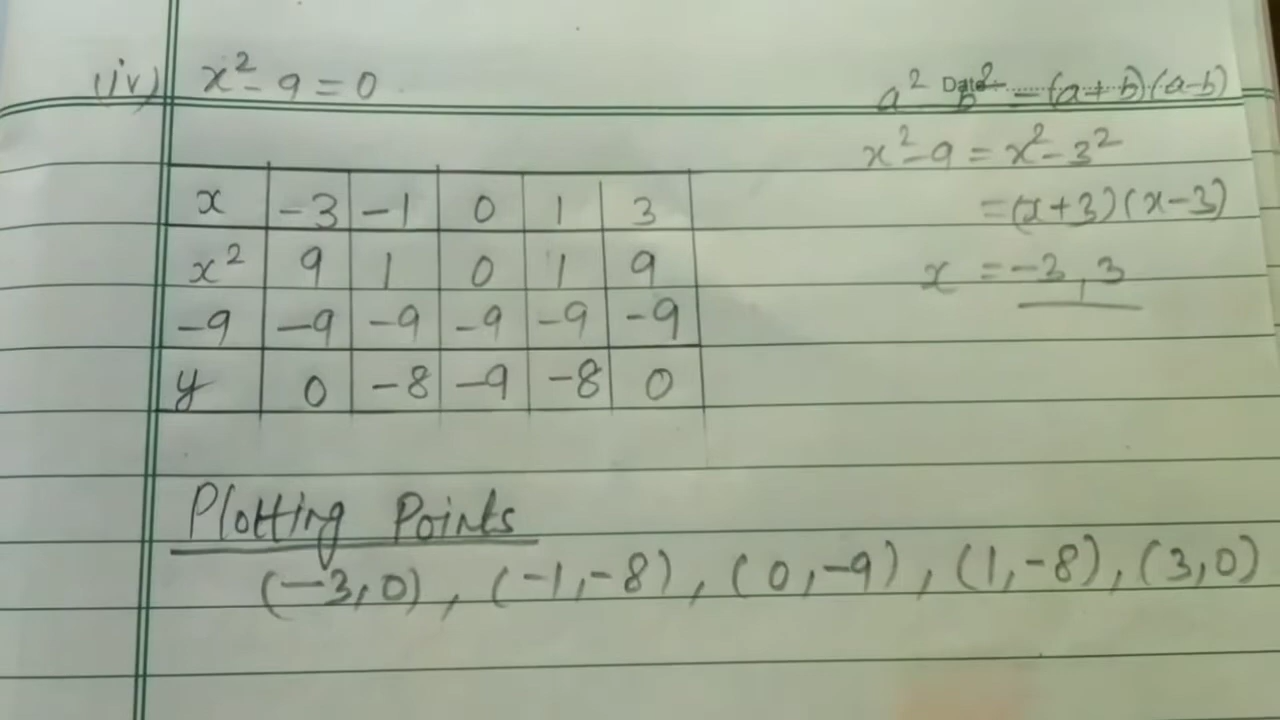 (iv) x² - 9 = 0
a² - b² = (a+b)(a-b)
Date
x² - 9 = x² - 3²
= (x+3)(x-3)
x = -3, 3
x -3 -1 0 1 3
x² 9 1 0 1 9
-9 -9 -9 -9 -9 -9
y 0 -8 -9 -8 0
Plotting Points
(-3,0), (-1,-8), (0,-9), (1,-8), (3,0)